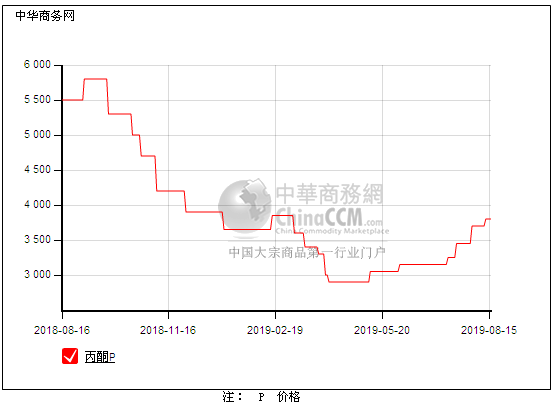 中华商务网
6 000
5 500
5 000
4 500
4 000
3 500
3 000
中華商務網
ChinaCCM.com
China Commodity Marketplace
中国大宗商品第一行业门户
2018-08-16 2018-11-16 2019-02-19 2019-05-20 2019-08-15
丙酮P
注： P 价格